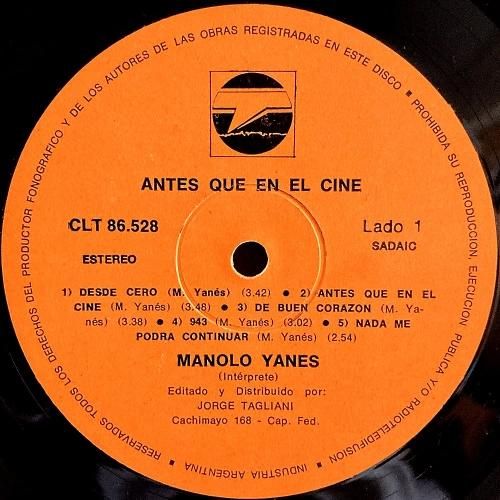 RESERVADOS TODOS LOS DERECHOS DEL PRODUCTOR FONOGRAFICO Y DE LOS AUTORES DE LAS OBRAS REGISTRADAS EN ESTE DISCO ■ PROHIBIDA SU REPRODUCCION, EJECUCION PUBLICA Y/O RADIOTELEDIFUSION ■ INDUSTRIA ARGENTINA ■
ANTES QUE EN EL CINE
CLT 86.528
Lado 1
SADAIC
ESTEREO
1) DESDE CERO (M. Yanés) (3.42) ● 2) ANTES QUE EN EL
CINE (M. Yanés) (3.48) ● 3) DE BUEN CORAZON (M. Ya-
nés) (3.38) ● 4) 943 (M. Yanés) (3.02) ● 5) NADA ME
PODRA CONTINUAR (M. Yanés) (2.54)
MANOLO YANES
(Intérprete)
Editado y Distribuido por:
JORGE TAGLIANI
Cachimayo 168 - Cap. Fed.